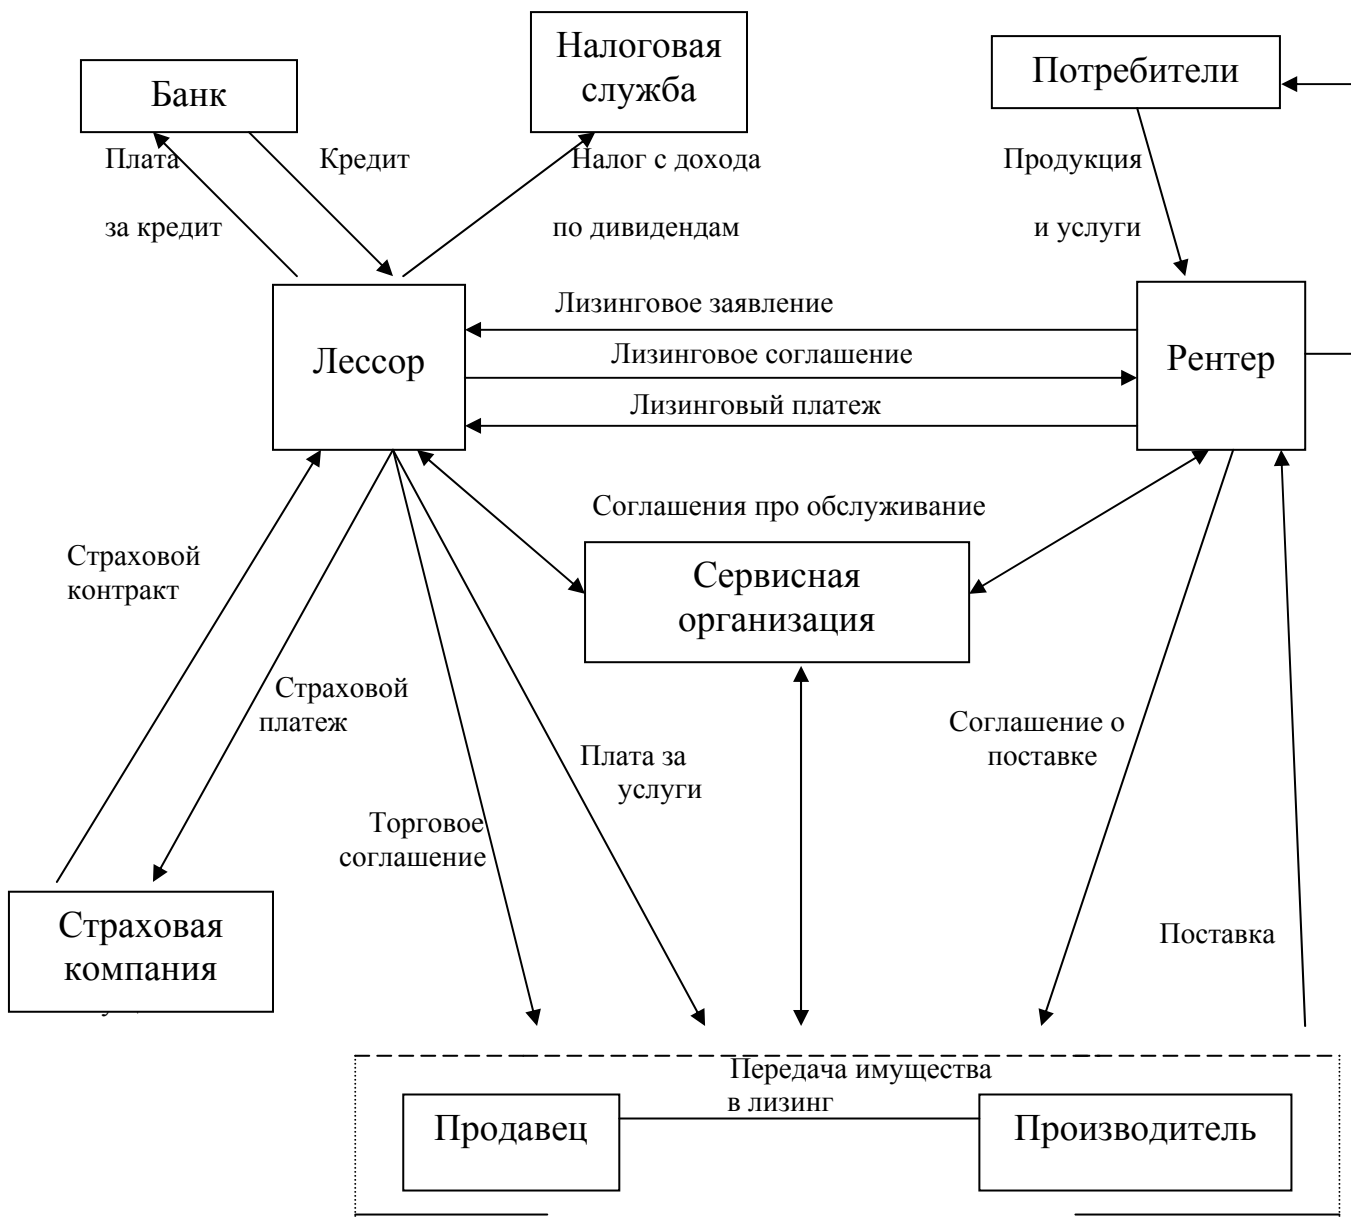 Налоговая
служба
Банк
Потребители
Плата
за кредит
Кредит
Налог с дохода
по дивидендам
Продукция
и услуги
Лизинговое заявление
Лизинговое соглашение
Лизинговый платеж
Лессор
Рентер
Соглашения про обслуживание
Сервисная
организация
Страховой
контракт
Страховой
платеж
Плата за
услуги
Соглашение о
поставке
Торговое
соглашение
Страховая
компания
Поставка
Передача имущества
в лизинг
Продавец
Производитель